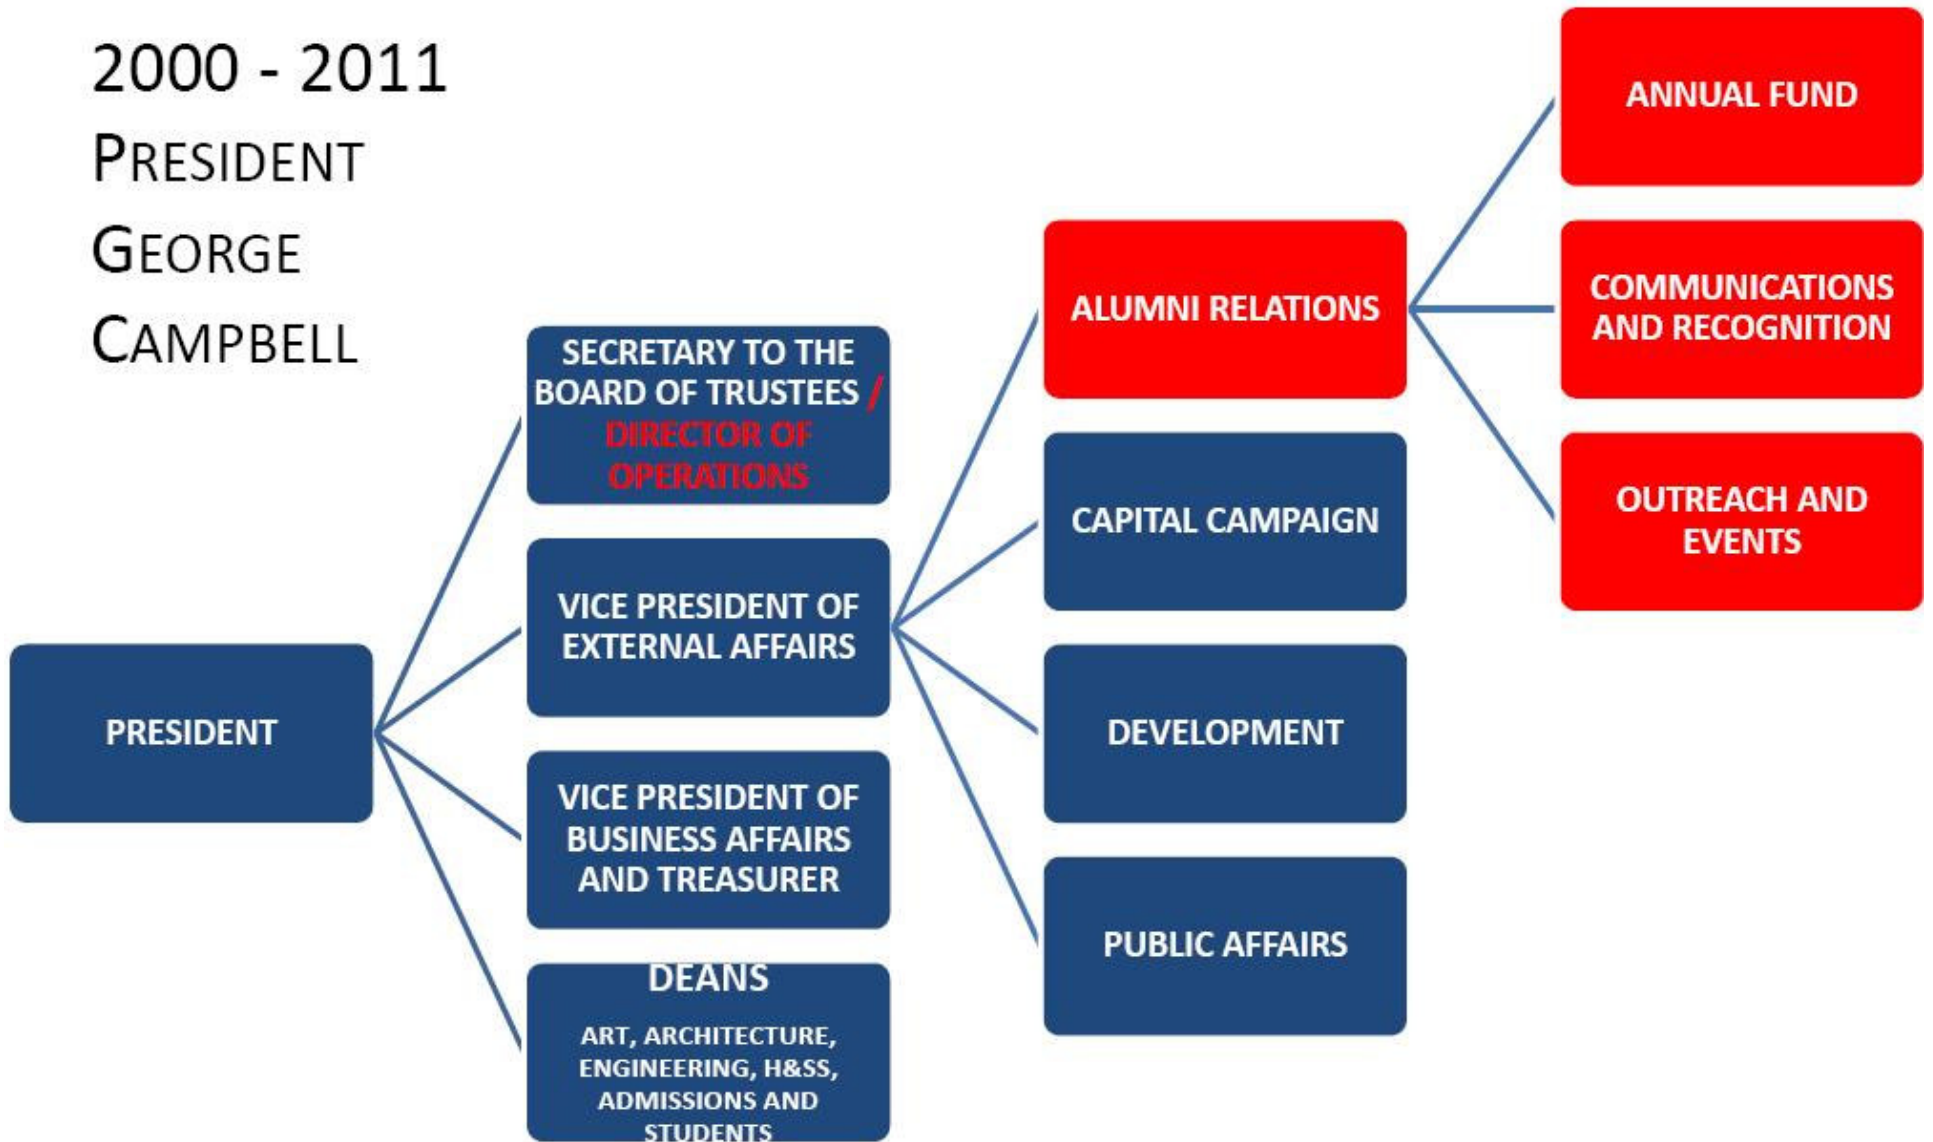 2000 - 2011
PRESIDENT
GEORGE
CAMPBELL
PRESIDENT
SECRETARY TO THE
BOARD OF TRUSTEES /
DIRECTOR OF
OPERATIONS
VICE PRESIDENT OF
EXTERNAL AFFAIRS
VICE PRESIDENT OF
BUSINESS AFFAIRS
AND TREASURER
DEANS
ART, ARCHITECTURE,
ENGINEERING, H&SS,
ADMISSIONS AND
STUDENTS
ALUMNI RELATIONS
CAPITAL CAMPAIGN
DEVELOPMENT
PUBLIC AFFAIRS
ANNUAL FUND
COMMUNICATIONS
AND RECOGNITION
OUTREACH AND
EVENTS